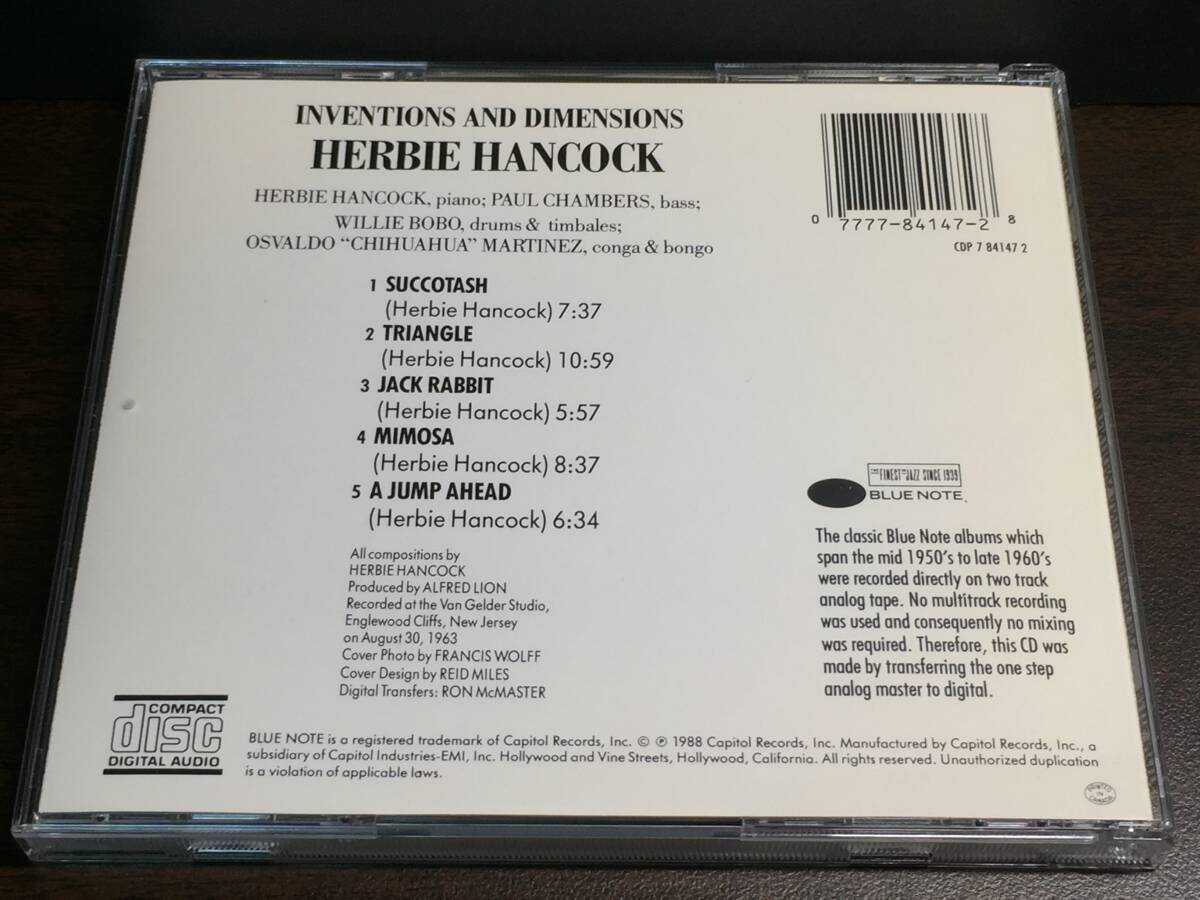 INVENTIONS AND DIMENSIONS
HERBIE HANCOCK
HERBIE HANCOCK, piano; PAUL CHAMBERS, bass;
WILLIE BOBO, drums & timbales;
OSVALDO “CHIHUAHUA” MARTINEZ, conga & bongo
1 SUCCOTASH
(Herbie Hancock) 7:37
2 TRIANGLE
(Herbie Hancock) 10:59
3 JACK RABBIT
(Herbie Hancock) 5:57
4 MIMOSA
(Herbie Hancock) 8:37
5 A JUMP AHEAD
(Herbie Hancock) 6:34
All compositions by
HERBIE HANCOCK
Produced by ALFRED LION
Recorded at the Van Gelder Studio,
Englewood Cliffs, New Jersey
on August 30, 1963
Cover Photo by FRANCIS WOLFF
Cover Design by REID MILES
Digital Transfers: RON McMASTER
0 7777-84147-2 8
CDP 7 84147 2
THE FINEST IN JAZZ SINCE 1939
BLUE NOTE
The classic Blue Note albums which
span the mid 1950's to late 1960's
were recorded directly on two track
analog tape. No multitrack recording
was used and consequently no mixing
was required. Therefore, this CD was
made by transferring the one step
analog master to digital.
COMPACT
disc
DIGITAL AUDIO
BLUE NOTE is a registered trademark of Capitol Records, Inc. © ℗ 1988 Capitol Records, Inc. Manufactured by Capitol Records, Inc., a
subsidiary of Capitol Industries-EMI, Inc. Hollywood and Vine Streets, Hollywood, California. All rights reserved. Unauthorized duplication
is a violation of applicable laws.
PRINTED
IN
CANADA